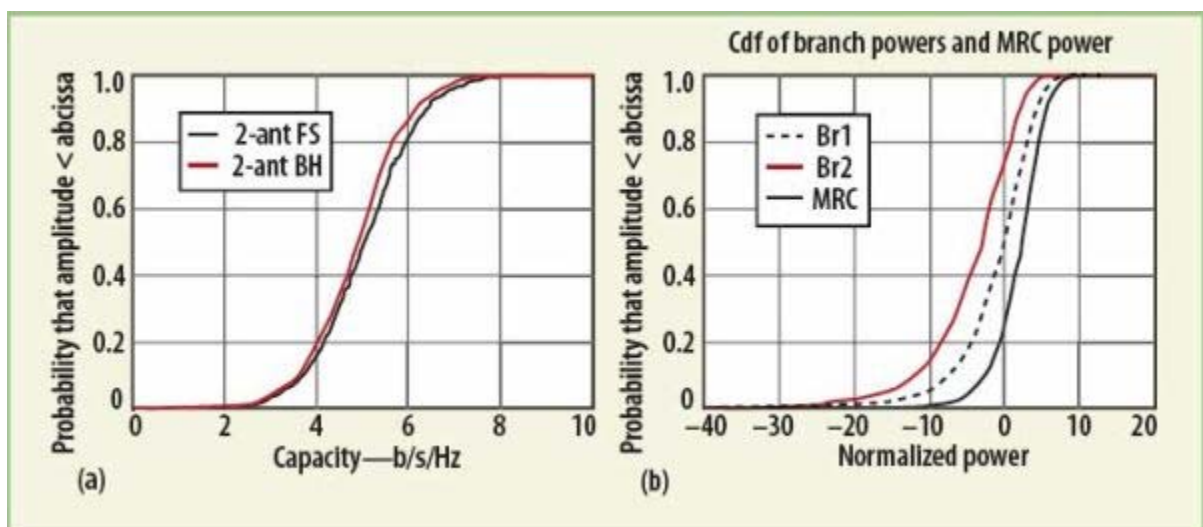 Cdf of branch powers and MRC power
Probability that amplitude < abcissa
1.0
0.8
0.6
0.4
0.2
0
2-ant FS
2-ant BH
0 2 4 6 8 10
Capacity—b/s/Hz
(a)
Probability that amplitude < abcissa
1.0
0.8
0.6
0.4
0.2
0
Br1
Br2
MRC
–40 –30 –20 –10 0 10 20
Normalized power
(b)